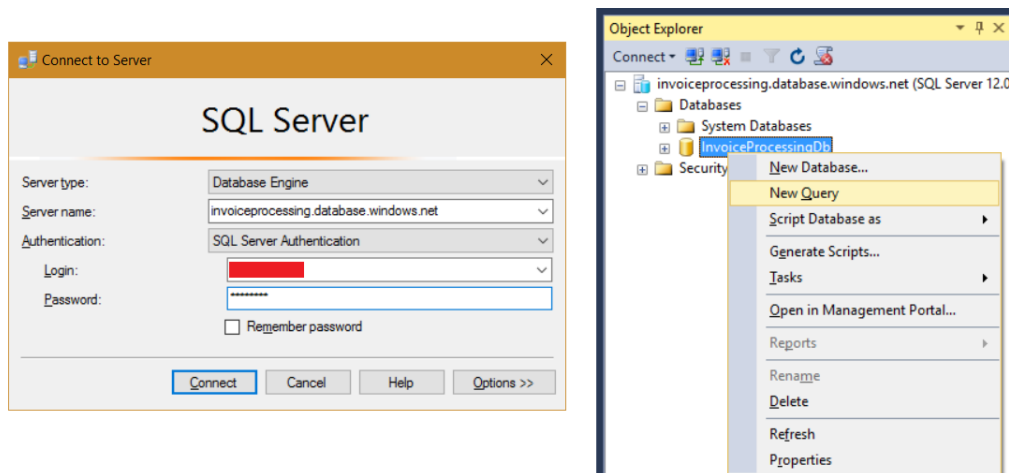 Connect to Server
SQL Server
Server type:
Database Engine
Server name:
invoiceprocessing.database.windows.net
Authentication:
SQL Server Authentication
Login:
Password:
********
Remember password
Connect
Cancel
Help
Options >>
Object Explorer
Connect
invoiceprocessing.database.windows.net (SQL Server 12.0
Databases
System Databases
InvoiceProcessingDb
Security
New Database...
New Query
Script Database as
Generate Scripts...
Tasks
Open in Management Portal...
Reports
Rename
Delete
Refresh
Properties